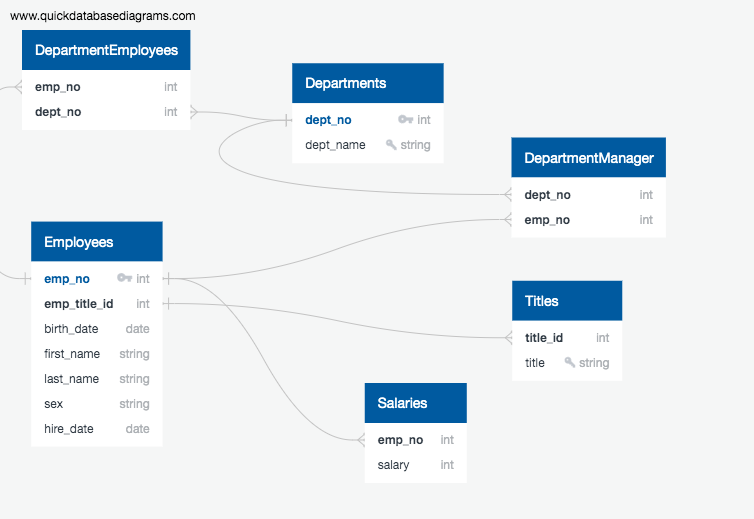 www.quickdatabasediagrams.com
DepartmentEmployees
emp_no int
dept_no int
Departments
dept_no int
dept_name string
DepartmentManager
dept_no int
emp_no int
Employees
emp_no int
emp_title_id int
birth_date date
first_name string
last_name string
sex string
hire_date date
Titles
title_id int
title string
Salaries
emp_no int
salary int